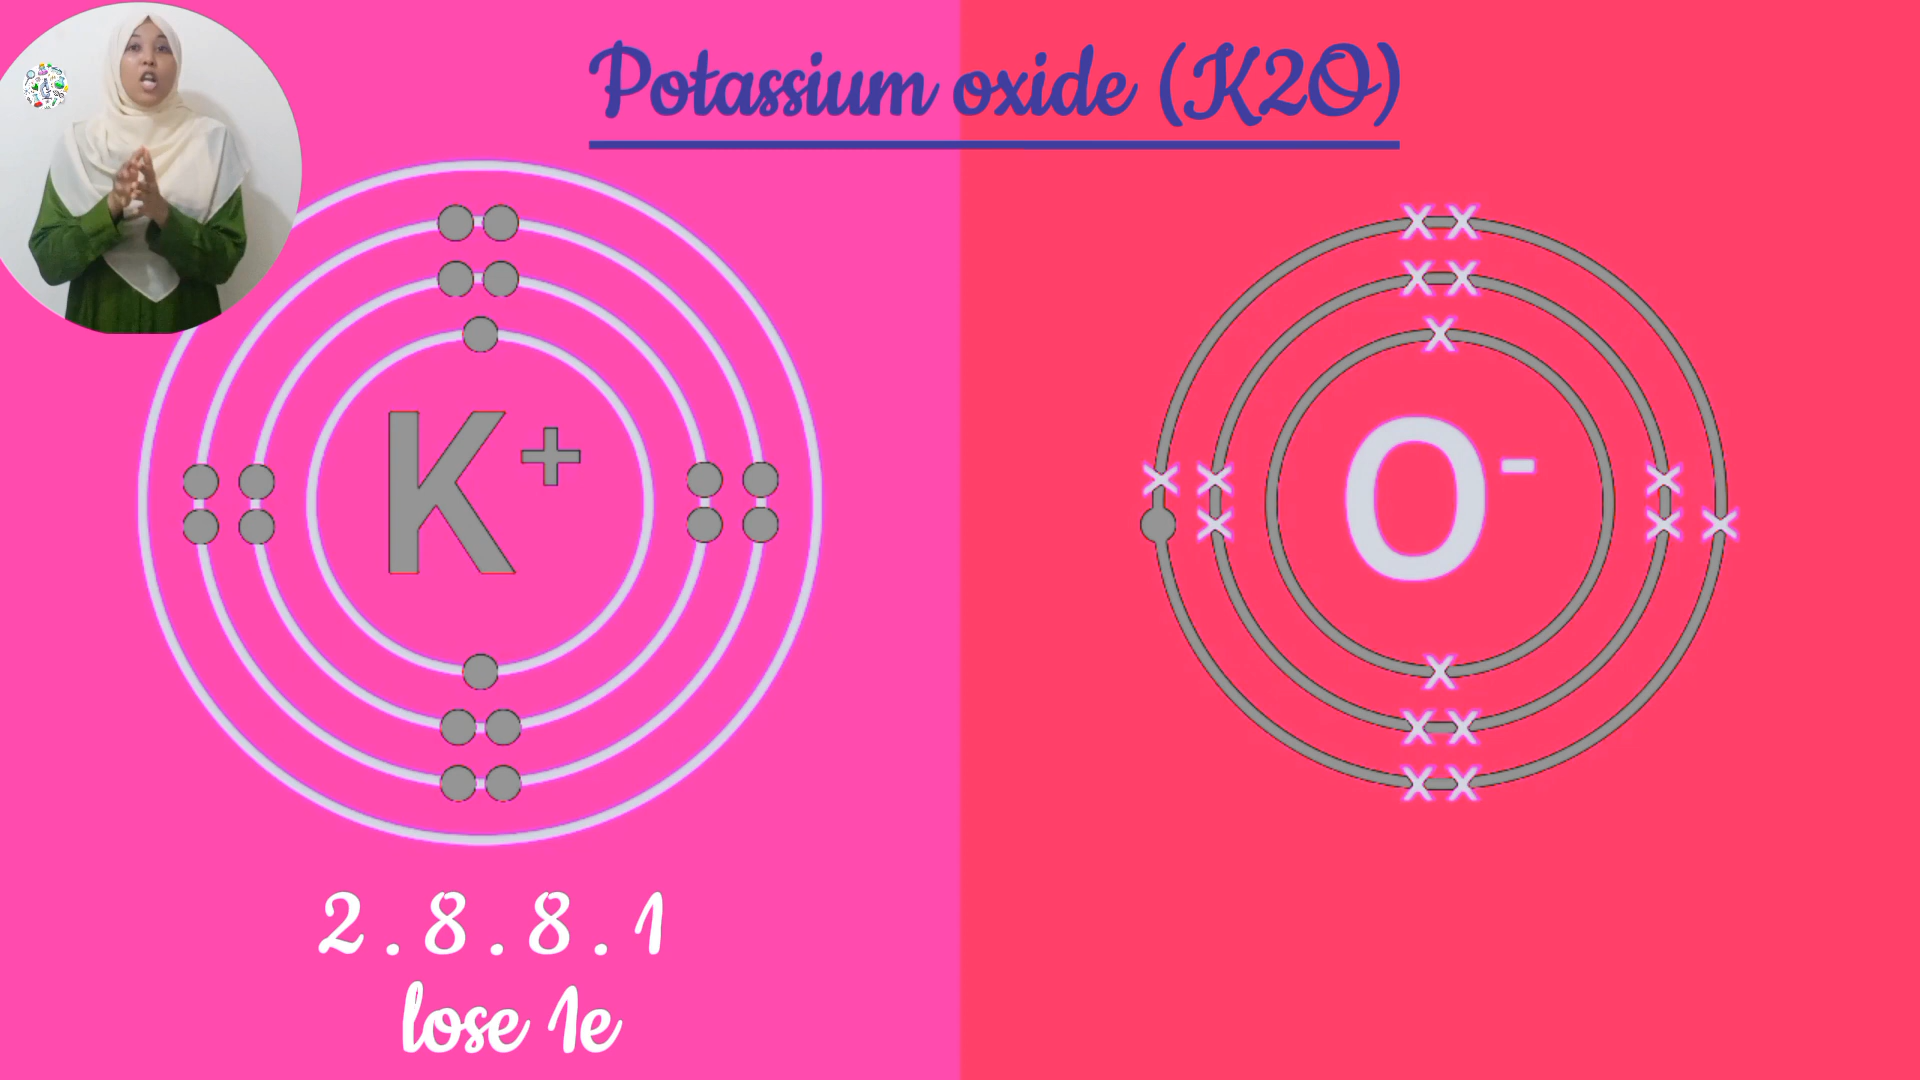 Potassium oxide (K2O)
K+
O-
2 . 8 . 8 . 1
lose 1e